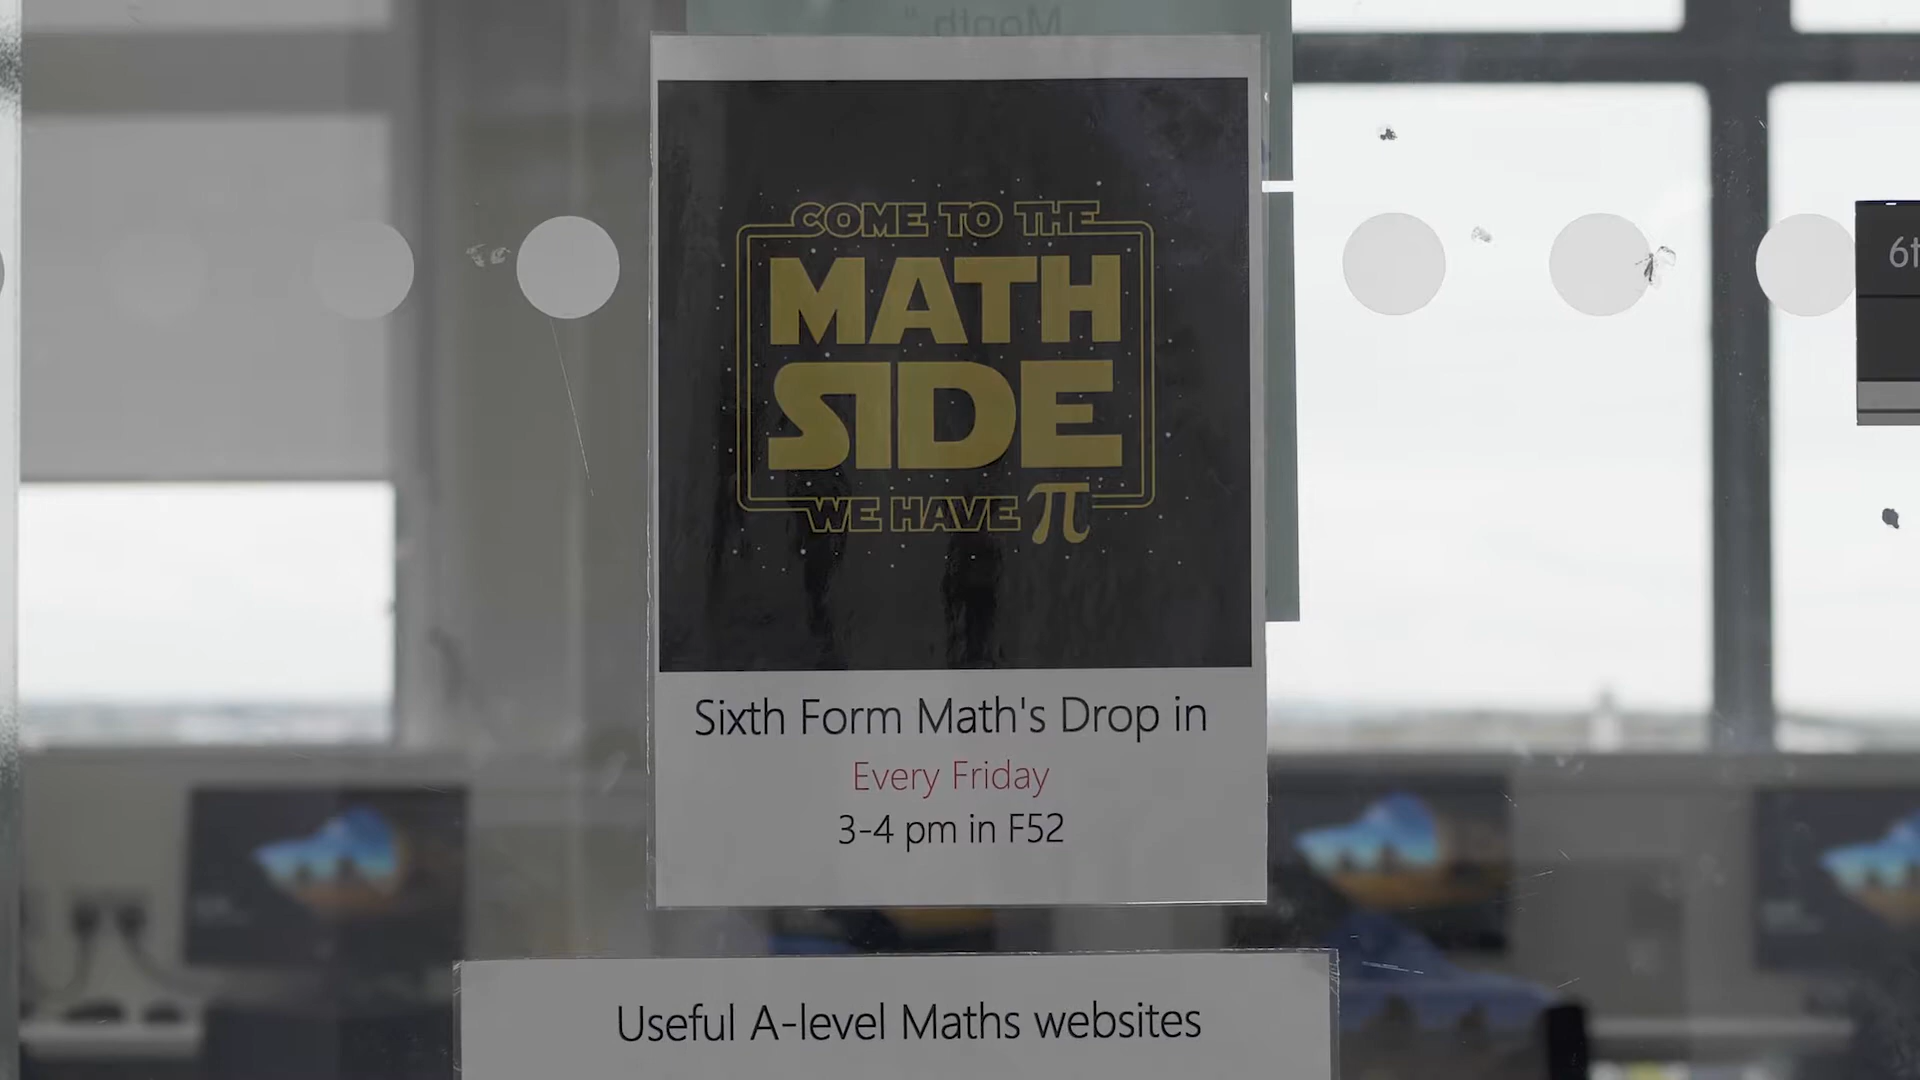 Month."
COME TO THE
MATH
SIDE
WE HAVE π
Sixth Form Math's Drop in
Every Friday
3-4 pm in F52
Useful A-level Maths websites